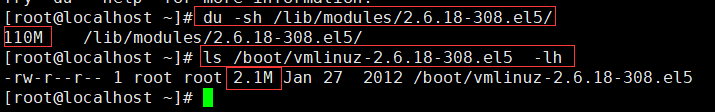 Try `du --help' for more information.
[root@localhost ~]# du -sh /lib/modules/2.6.18-308.el5/
110M    /lib/modules/2.6.18-308.el5/
[root@localhost ~]# ls /boot/vmlinuz-2.6.18-308.el5  -lh
-rw-r--r-- 1 root root 2.1M Jan 27  2012 /boot/vmlinuz-2.6.18-308.el5
[root@localhost ~]#